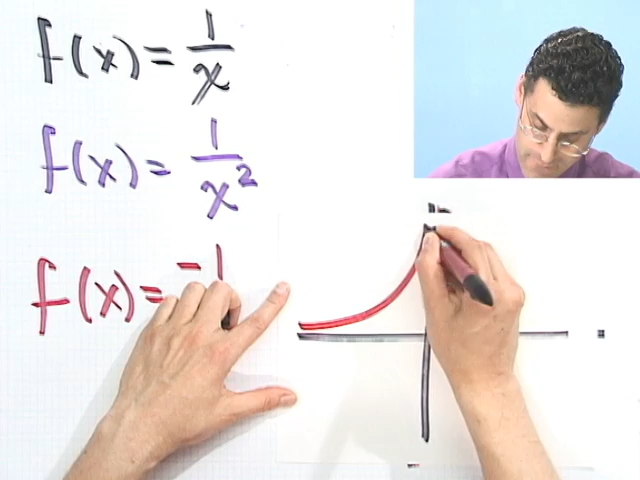 f(x) = 1/x
f(x) = 1/x²
f(x) = -1